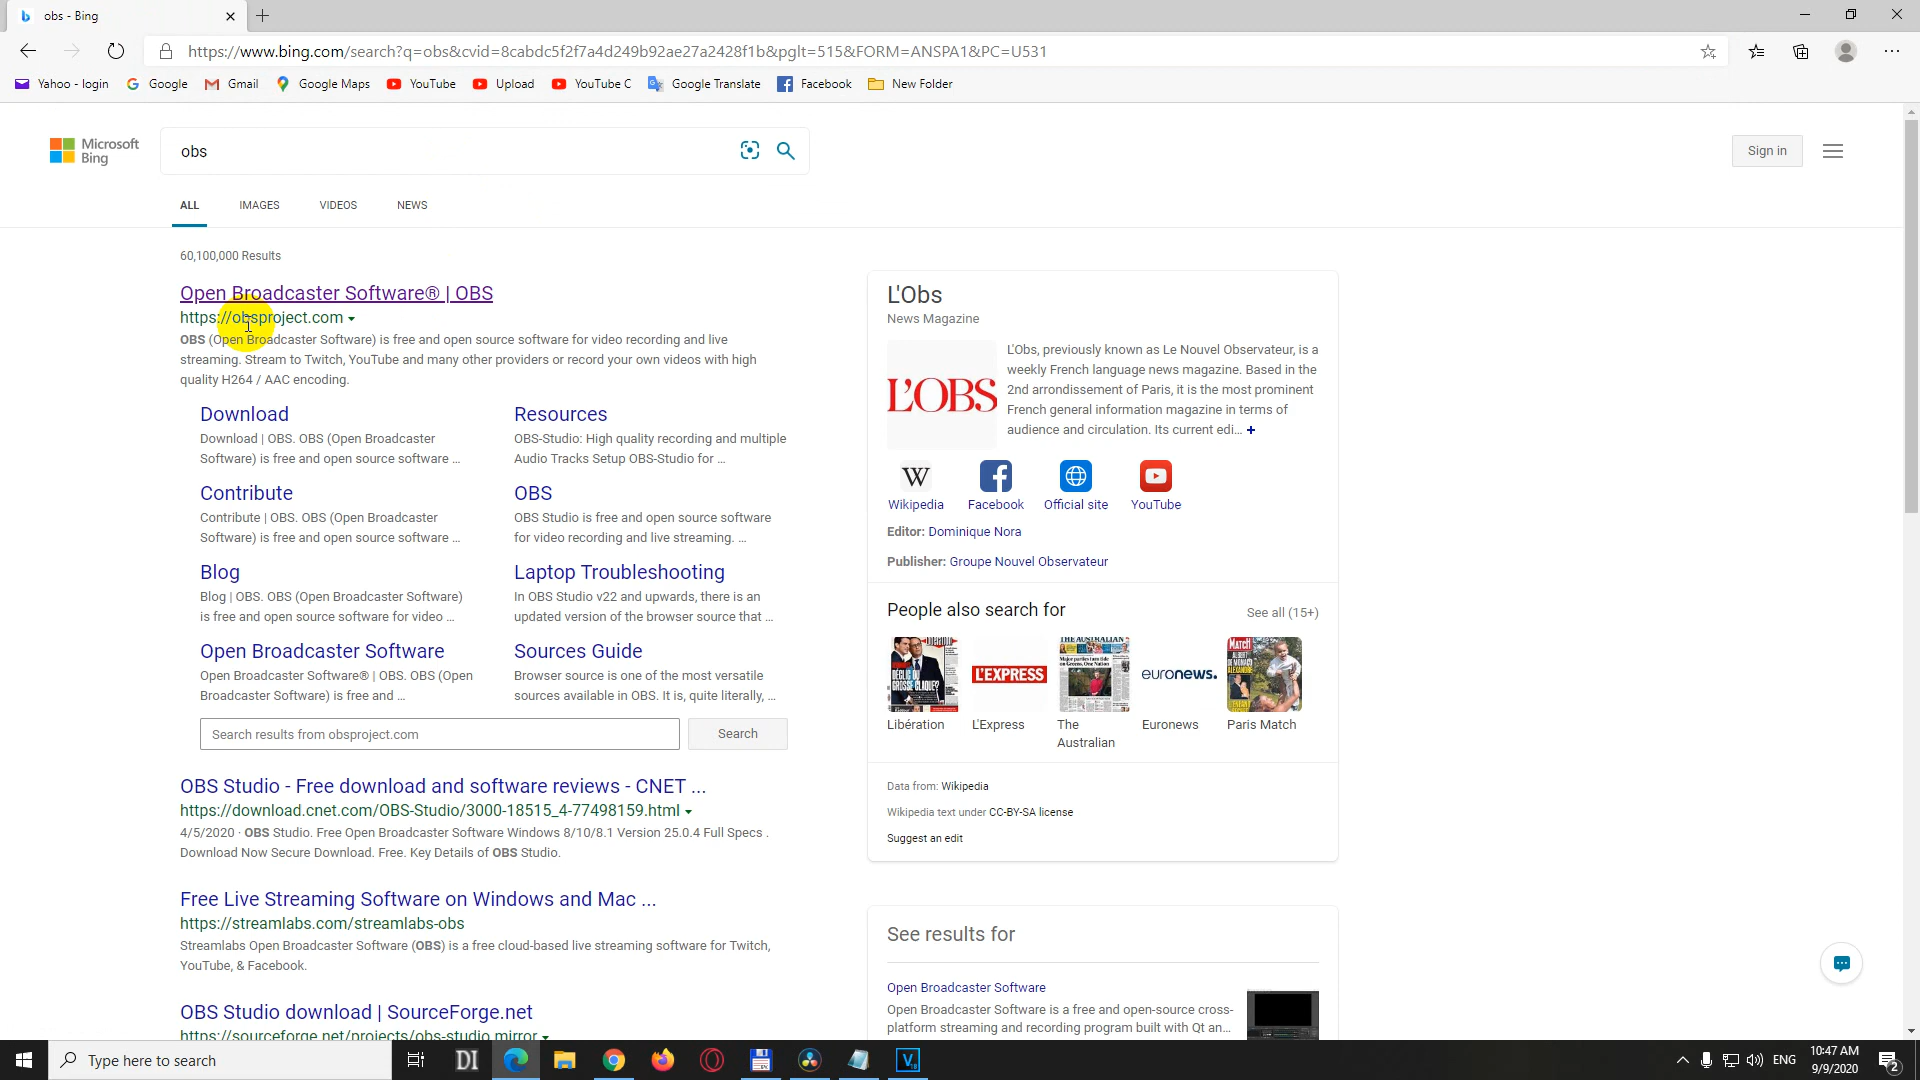 obs - Bing
https://www.bing.com/search?q=obs&cvid=8cabdc5f2f7a4d249b92ae27a2428f1b&pglt=515&FORM=ANSPA1&PC=U531
Yahoo - login Google Gmail Google Maps YouTube Upload YouTube C Google Translate Facebook New Folder
Microsoft
Bing
obs
Sign in
ALL IMAGES VIDEOS NEWS
60,100,000 Results
Open Broadcaster Software® | OBS
https://obsproject.com
OBS (Open Broadcaster Software) is free and open source software for video recording and live
streaming. Stream to Twitch, YouTube and many other providers or record your own videos with high
quality H264 / AAC encoding.
Download
Download | OBS. OBS (Open Broadcaster
Software) is free and open source software ...
Resources
OBS-Studio: High quality recording and multiple
Audio Tracks Setup OBS-Studio for ...
Contribute
Contribute | OBS. OBS (Open Broadcaster
Software) is free and open source software ...
OBS
OBS Studio is free and open source software
for video recording and live streaming. ...
Blog
Blog | OBS. OBS (Open Broadcaster Software)
is free and open source software for video ...
Laptop Troubleshooting
In OBS Studio v22 and upwards, there is an
updated version of the browser source that ...
Open Broadcaster Software
Open Broadcaster Software® | OBS. OBS (Open
Broadcaster Software) is free and ...
Sources Guide
Browser source is one of the most versatile
sources available in OBS. It is, quite literally, ...
Search results from obsproject.com
Search
OBS Studio - Free download and software reviews - CNET ...
https://download.cnet.com/OBS-Studio/3000-18515_4-77498159.html
4/5/2020 · OBS Studio. Free Open Broadcaster Software Windows 8/10/8.1 Version 25.0.4 Full Specs .
Download Now Secure Download. Free. Key Details of OBS Studio.
Free Live Streaming Software on Windows and Mac ...
https://streamlabs.com/streamlabs-obs
Streamlabs Open Broadcaster Software (OBS) is a free cloud-based live streaming software for Twitch,
YouTube, & Facebook.
OBS Studio download | SourceForge.net
https://sourceforge.net/projects/obs-studio.mirror
L'Obs
News Magazine
L'OBS
L'Obs, previously known as Le Nouvel Observateur, is a
weekly French language news magazine. Based in the
2nd arrondissement of Paris, it is the most prominent
French general information magazine in terms of
audience and circulation. Its current edi... +
W
Wikipedia Facebook Official site YouTube
Editor: Dominique Nora
Publisher: Groupe Nouvel Observateur
People also search for
See all (15+)
L'EXPRESS
THE AUSTRALIAN
euronews.
MATCH
Libération L'Express The Australian Euronews Paris Match
Data from: Wikipedia
Wikipedia text under CC-BY-SA license
Suggest an edit
See results for
Open Broadcaster Software
Open Broadcaster Software is a free and open-source cross-
platform streaming and recording program built with Qt an...
Type here to search
DI
V
ENG
10:47 AM
9/9/2020
2